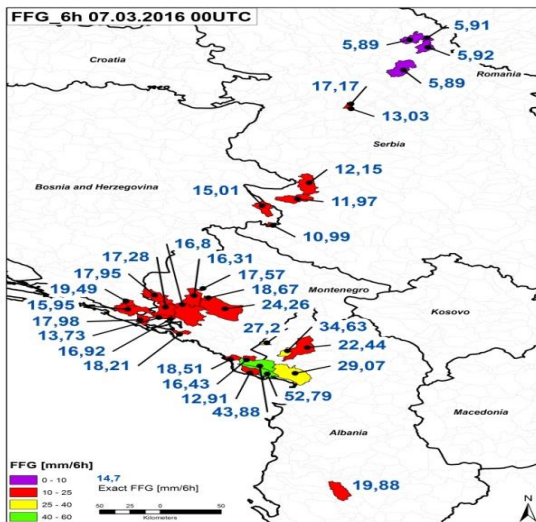 FFG_6h 07.03.2016 00UTC
5,91
5,89
5,92
Croatia
Romania
5,89
17,17
13,03
Serbia
12,15
Bosnia and Herzegovina
15,01
11,97
10,99
16,8
17,28
16,31
17,95
17,57
19,49
18,67
Montenegro
15,95
24,26
Kosovo
17,98
27,2
34,63
13,73
22,44
16,92
29,07
18,21
18,51
16,43
12,91
52,79
43,88
Macedonia
Albania
FFG [mm/6h]
0 - 10
14,7
10 - 25
Exact FFG [mm/6h]
19,88
N
25 - 40
50 25 0 50
40 - 60
Kilometers